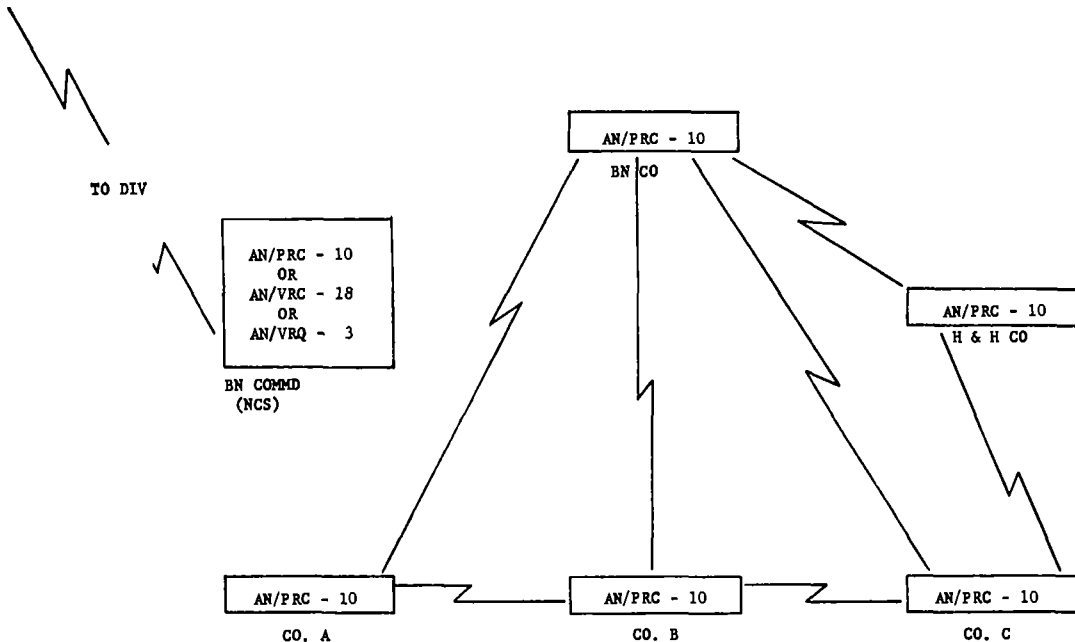 AN/PRC - 10
BN CO
TO DIV
AN/PRC - 10
OR
AN/VRC - 18
OR
AN/VRQ - 3
BN COMMD
(NCS)
AN/PRC - 10
H & H CO
AN/PRC - 10
CO. A
AN/PRC - 10
CO. B
AN/PRC - 10
CO. C